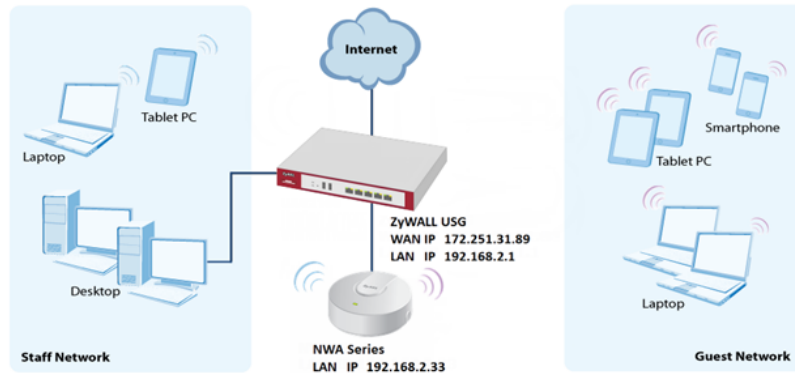 Internet
Tablet PC
Laptop
Desktop
Staff Network
ZyWALL USG
WAN IP 172.251.31.89
LAN IP 192.168.2.1
NWA Series
LAN IP 192.168.2.33
Smartphone
Tablet PC
Laptop
Guest Network